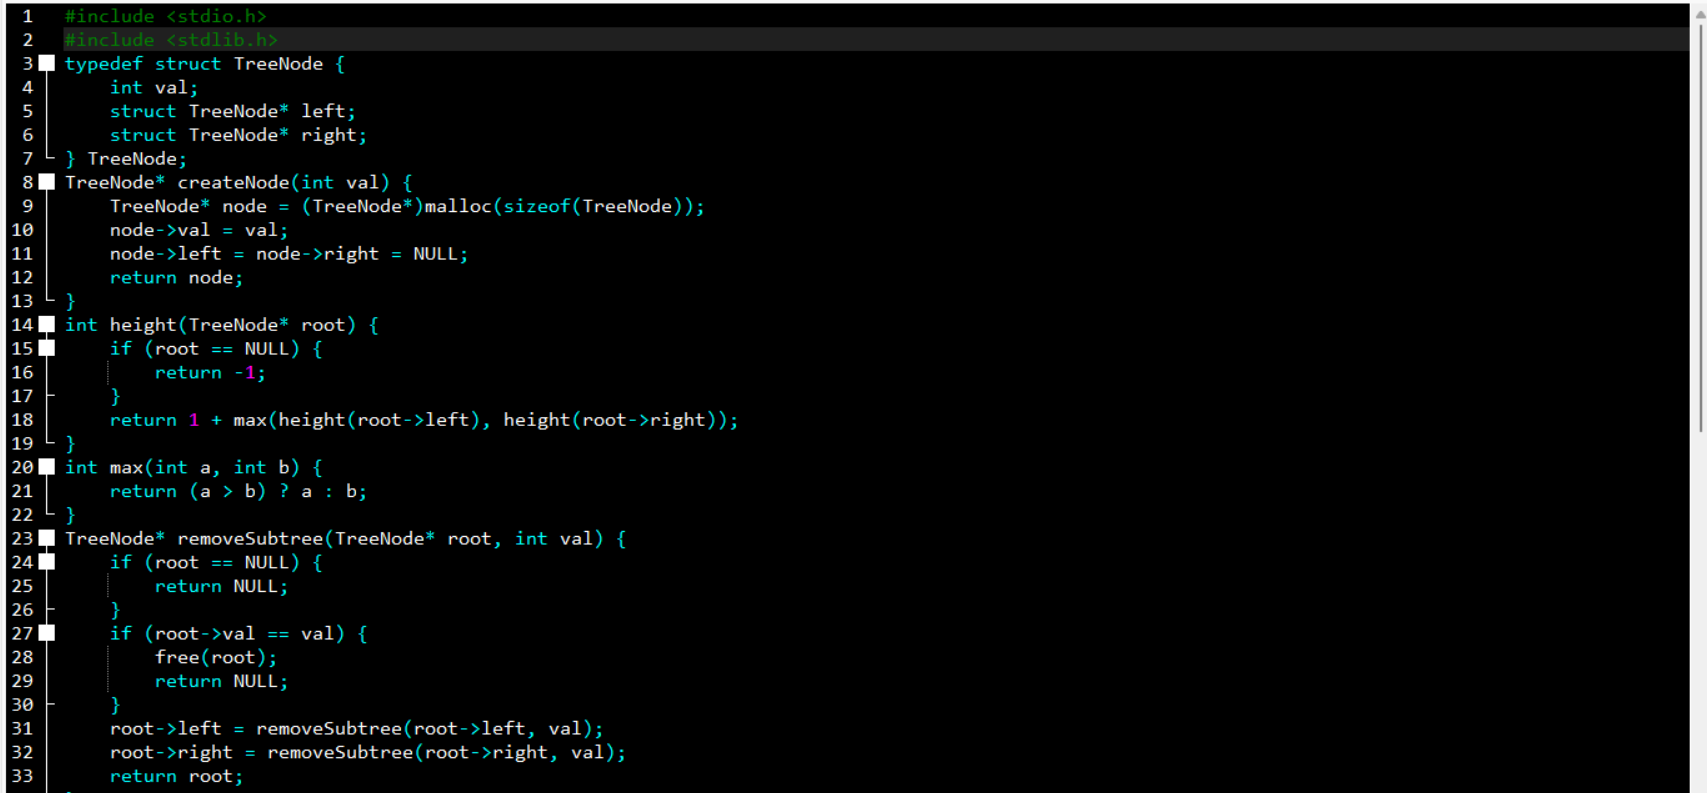 1 #include <stdio.h>
2 #include <stdlib.h>
3 typedef struct TreeNode {
4     int val;
5     struct TreeNode* left;
6     struct TreeNode* right;
7 } TreeNode;
8 TreeNode* createNode(int val) {
9     TreeNode* node = (TreeNode*)malloc(sizeof(TreeNode));
10     node->val = val;
11     node->left = node->right = NULL;
12     return node;
13 }
14 int height(TreeNode* root) {
15     if (root == NULL) {
16         return -1;
17     }
18     return 1 + max(height(root->left), height(root->right));
19 }
20 int max(int a, int b) {
21     return (a > b) ? a : b;
22 }
23 TreeNode* removeSubtree(TreeNode* root, int val) {
24     if (root == NULL) {
25         return NULL;
26     }
27     if (root->val == val) {
28         free(root);
29         return NULL;
30     }
31     root->left = removeSubtree(root->left, val);
32     root->right = removeSubtree(root->right, val);
33     return root;